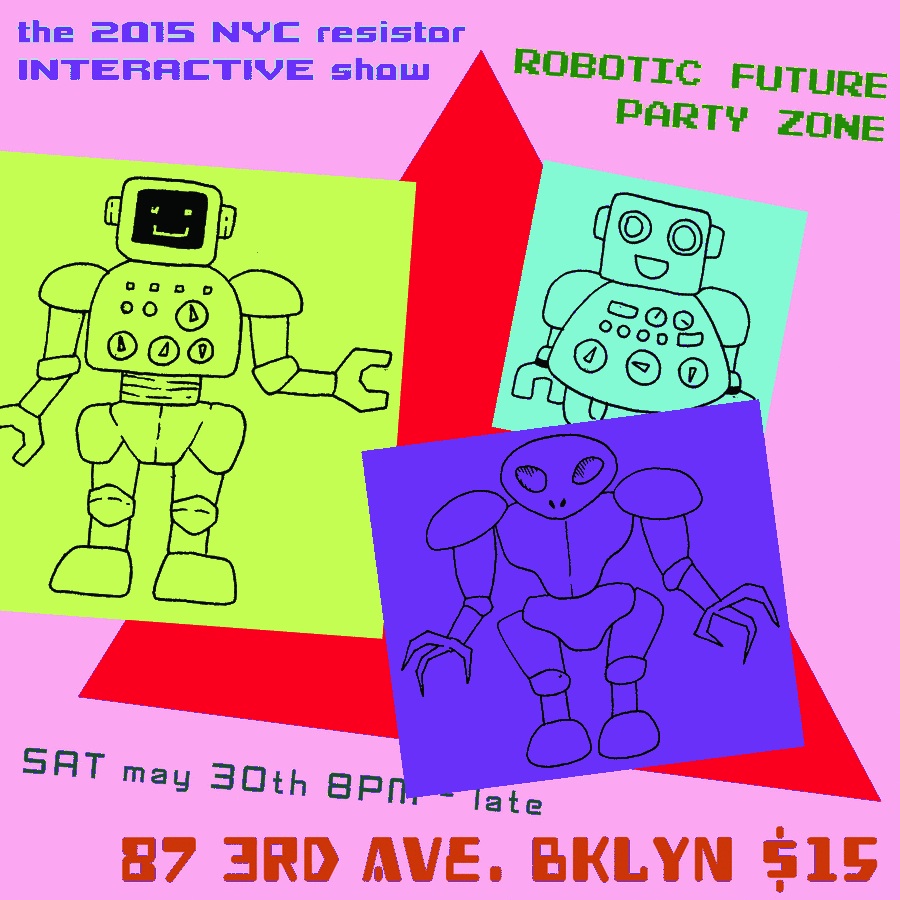 the 2015 NYC resistor
INTERACTIVE show
ROBOTIC FUTURE
PARTY ZONE
SAT may 30th 8PM - late
87 3RD AVE. BKLYN $15